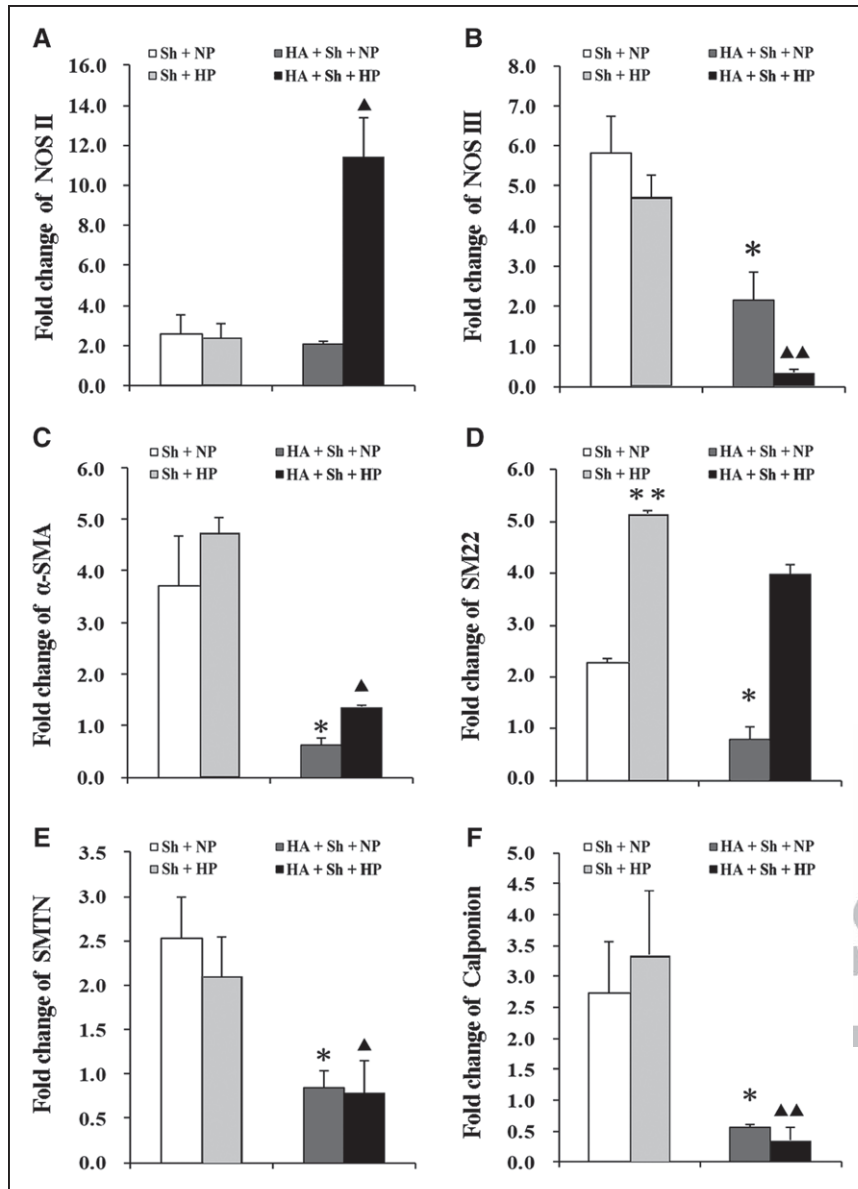 A
Sh + NP
HA + Sh + NP
Sh + HP
HA + Sh + HP
Fold change of NOS II
16.0
14.0
12.0
10.0
8.0
6.0
4.0
2.0
0.0
▲
B
Sh + NP
HA + Sh + NP
Sh + HP
HA + Sh + HP
Fold change of NOS III
8.0
7.0
6.0
5.0
4.0
3.0
2.0
1.0
0.0
*
▲▲
C
Sh + NP
HA + Sh + NP
Sh + HP
HA + Sh + HP
Fold change of α-SMA
6.0
5.0
4.0
3.0
2.0
1.0
0.0
*
▲
D
Sh + NP
HA + Sh + NP
Sh + HP
HA + Sh + HP
Fold change of SM22
6.0
5.0
4.0
3.0
2.0
1.0
0.0
**
*
E
Sh + NP
HA + Sh + NP
Sh + HP
HA + Sh + HP
Fold change of SMTN
3.5
3.0
2.5
2.0
1.5
1.0
0.5
0.0
*
▲
F
Sh + NP
HA + Sh + NP
Sh + HP
HA + Sh + HP
Fold change of Calponion
5.0
4.5
4.0
3.5
3.0
2.5
2.0
1.5
1.0
0.5
0.0
*
▲▲